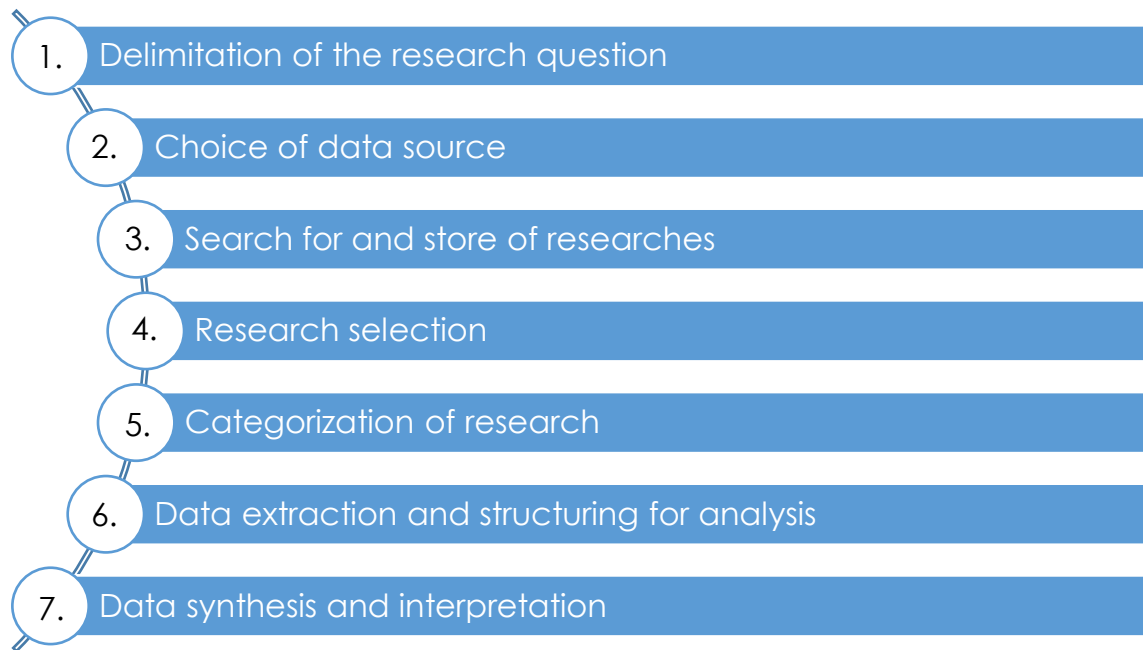 1. Delimitation of the research question
2. Choice of data source
3. Search for and store of researches
4. Research selection
5. Categorization of research
6. Data extraction and structuring for analysis
7. Data synthesis and interpretation